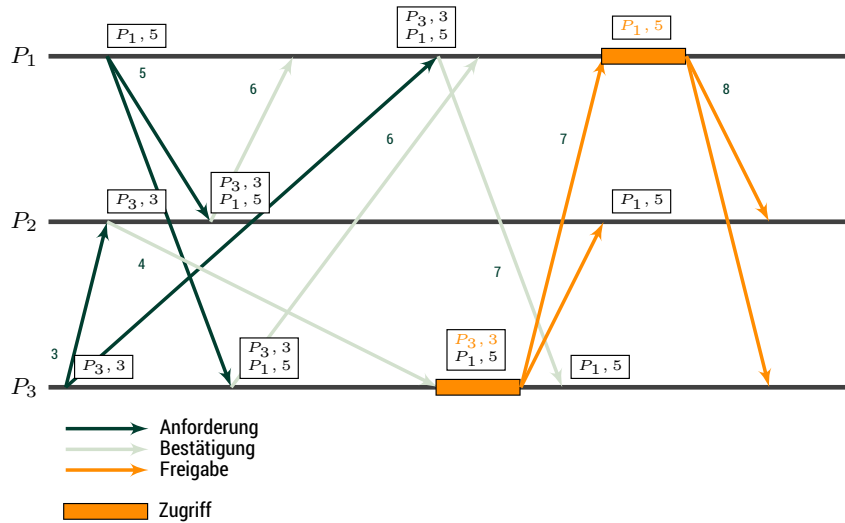 P₃, 3
P₁, 5
P₁, 5
P₁, 5
P₁
5
6
6
7
8
P₃, 3
P₃, 3
P₁, 5
P₁, 5
P₂
4
7
3
P₃, 3
P₃, 3
P₁, 5
P₃, 3
P₁, 5
P₁, 5
P₃
Anforderung
Bestätigung
Freigabe
Zugriff